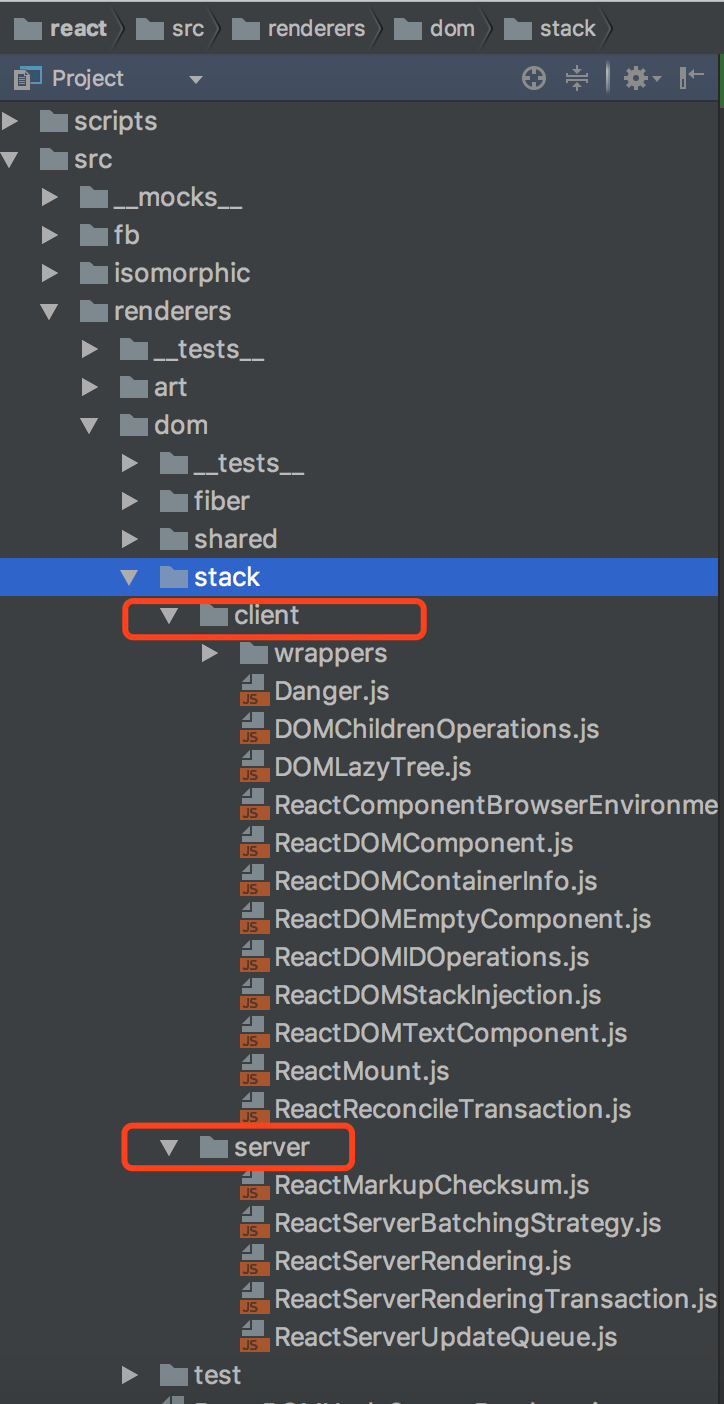 react src renderers dom stack
Project
scripts
src
__mocks__
fb
isomorphic
renderers
__tests__
art
dom
__tests__
fiber
shared
stack
client
wrappers
JS Danger.js
JS DOMChildrenOperations.js
JS DOMLazyTree.js
JS ReactComponentBrowserEnvironme
JS ReactDOMComponent.js
JS ReactDOMContainerInfo.js
JS ReactDOMEmptyComponent.js
JS ReactDOMIDOperations.js
JS ReactDOMStackInjection.js
JS ReactDOMTextComponent.js
JS ReactMount.js
JS ReactReconcileTransaction.js
server
JS ReactMarkupChecksum.js
JS ReactServerBatchingStrategy.js
JS ReactServerRendering.js
JS ReactServerRenderingTransaction.js
JS ReactServerUpdateQueue.js
test